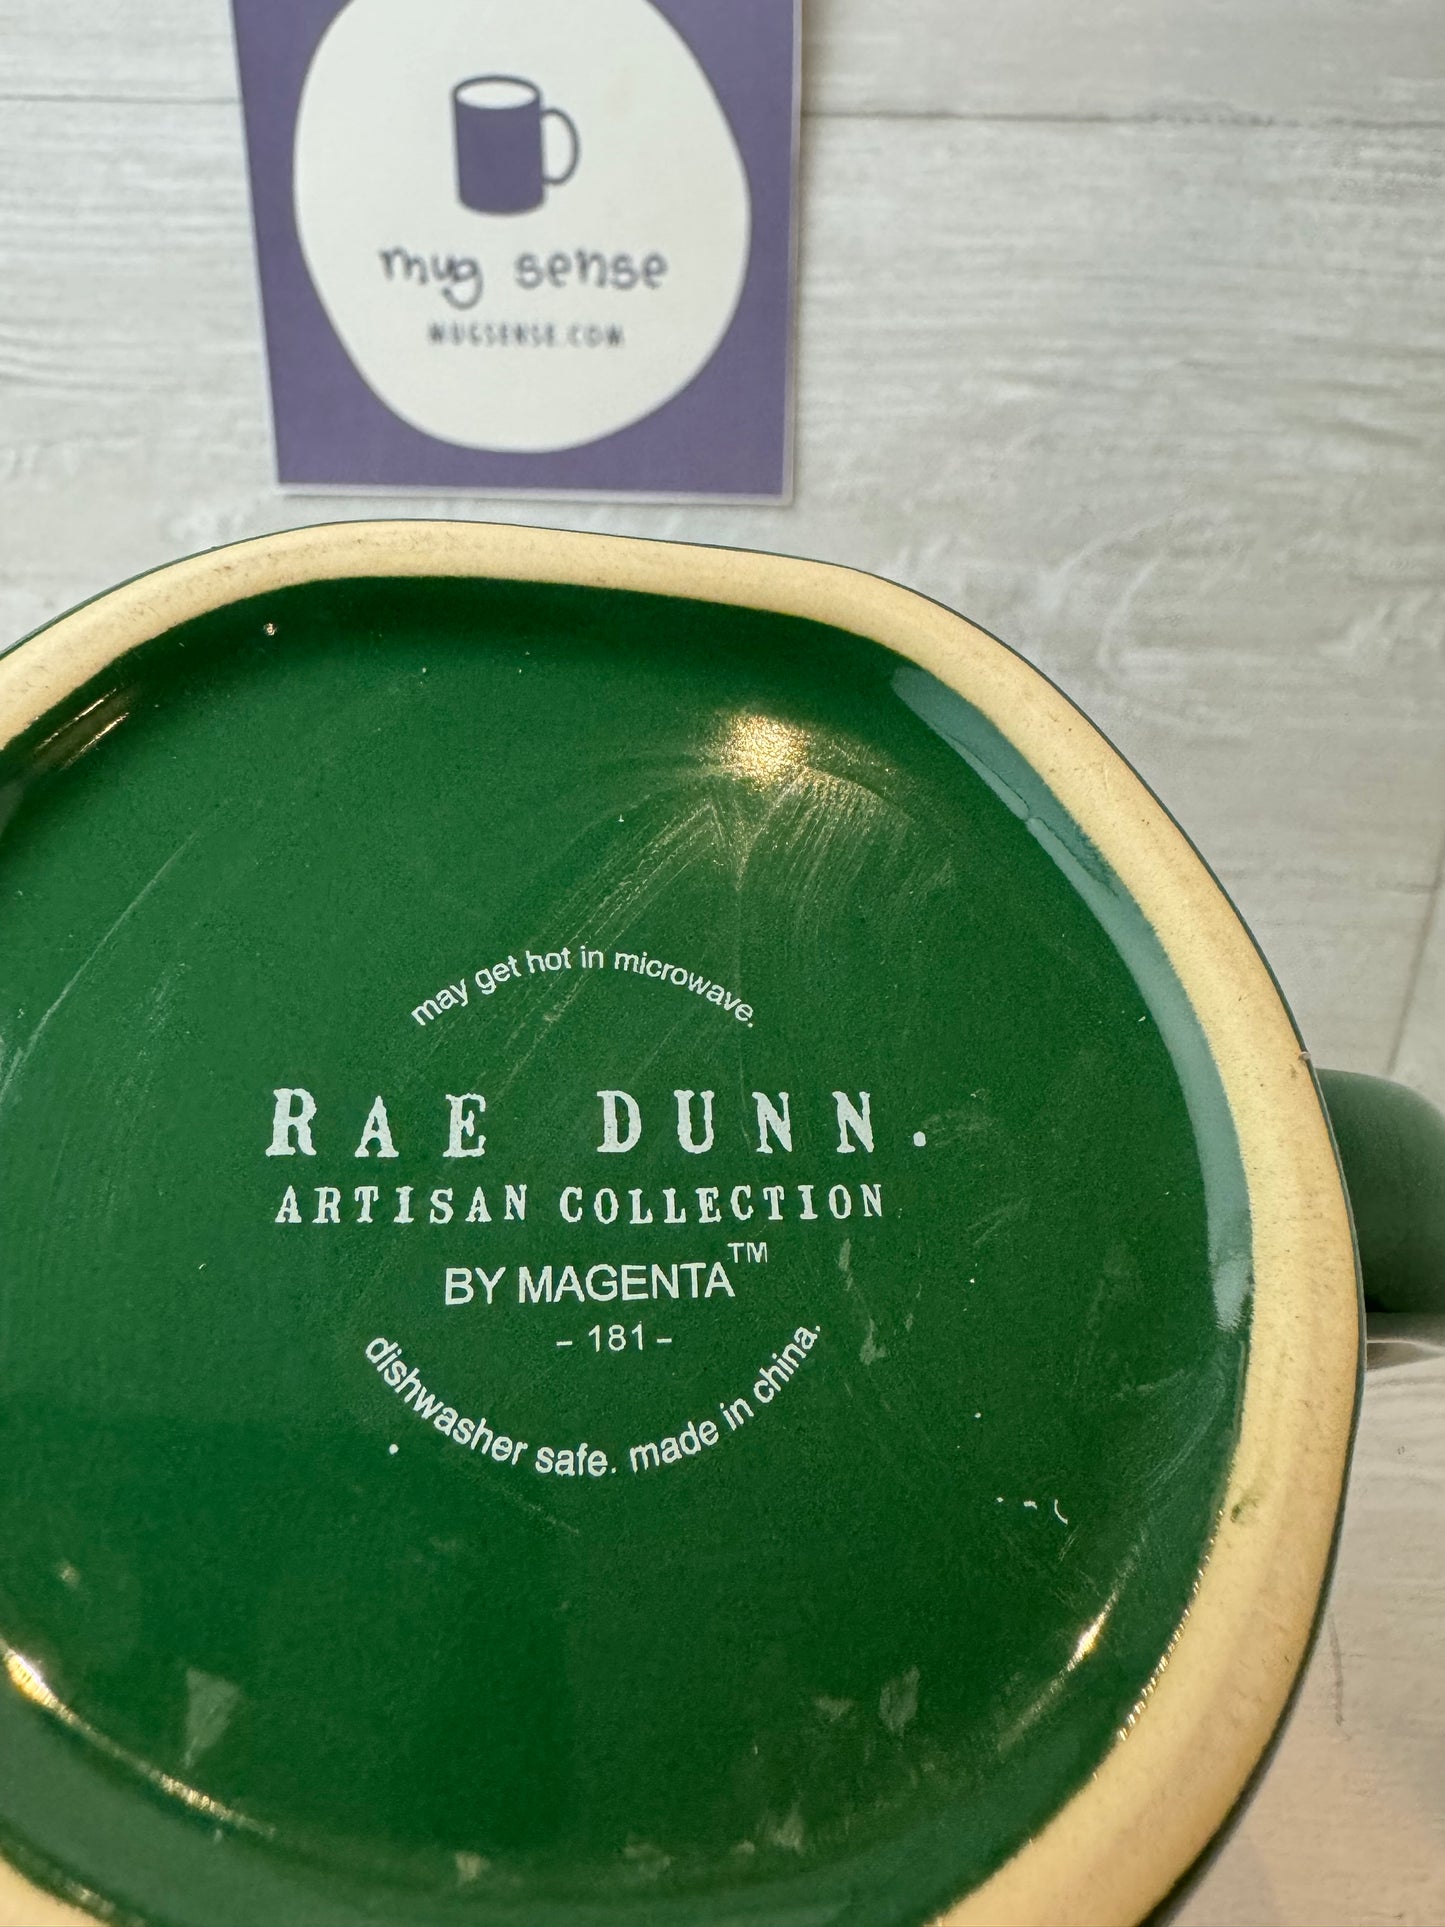 mug sense
MUGSENSE.COM
may get hot in microwave.
RAE DUNN.
ARTISAN COLLECTION
BY MAGENTA™
- 181 -
dishwasher safe. made in china.